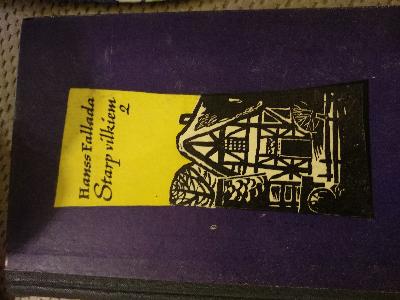 Hanss Fallada
Starp vilkiem
2